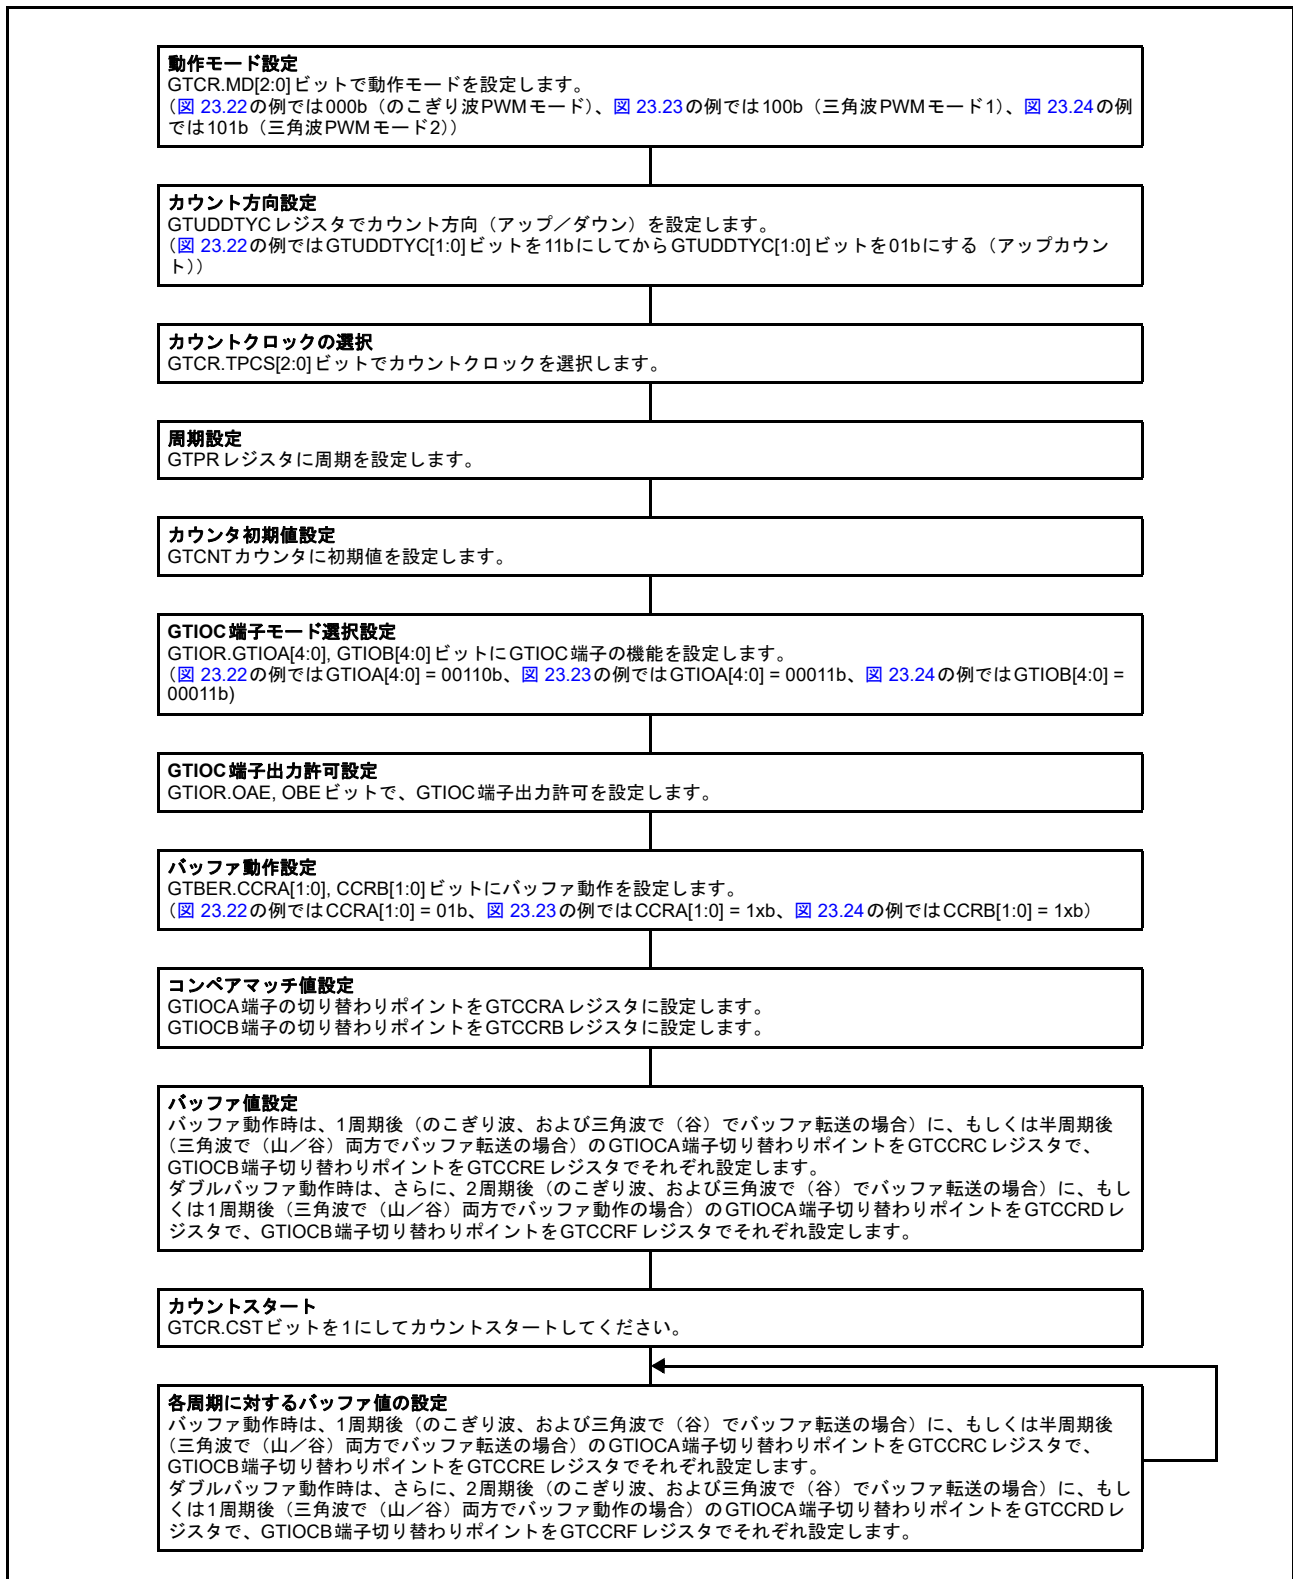 動作モード設定
GTCR.MD[2:0]ビットで動作モードを設定します。
（図 23.22の例では000b（のこぎり波PWMモード）、図 23.23の例では100b（三角波PWMモード1）、図 23.24の例
では101b（三角波PWMモード2））
カウント方向設定
GTUDDTYCレジスタでカウント方向（アップ／ダウン）を設定します。
（図 23.22の例ではGTUDDTYC[1:0]ビットを11bにしてからGTUDDTYC[1:0]ビットを01bにする（アップカウン
ト））
カウントクロックの選択
GTCR.TPCS[2:0]ビットでカウントクロックを選択します。
周期設定
GTPRレジスタに周期を設定します。
カウンタ初期値設定
GTCNTカウンタに初期値を設定します。
GTIOC端子モード選択設定
GTIOR.GTIOA[4:0], GTIOB[4:0]ビットにGTIOC端子の機能を設定します。
（図 23.22の例ではGTIOA[4:0] = 00110b、図 23.23の例ではGTIOA[4:0] = 00011b、図 23.24の例ではGTIOB[4:0] =
00011b)
GTIOC端子出力許可設定
GTIOR.OAE, OBEビットで、GTIOC端子出力許可を設定します。
バッファ動作設定
GTBER.CCRA[1:0], CCRB[1:0]ビットにバッファ動作を設定します。
（図 23.22の例ではCCRA[1:0] = 01b、図 23.23の例ではCCRA[1:0] = 1xb、図 23.24の例ではCCRB[1:0] = 1xb）
コンペアマッチ値設定
GTIOCA端子の切り替わりポイントをGTCCRAレジスタに設定します。
GTIOCB端子の切り替わりポイントをGTCCRBレジスタに設定します。
バッファ値設定
バッファ動作時は、1周期後（のこぎり波、および三角波で（谷）でバッファ転送の場合）に、もしくは半周期後
（三角波で（山／谷）両方でバッファ転送の場合）のGTIOCA端子切り替わりポイントをGTCCRCレジスタで、
GTIOCB端子切り替わりポイントをGTCCREレジスタでそれぞれ設定します。
ダブルバッファ動作時は、さらに、2周期後（のこぎり波、および三角波で（谷）でバッファ転送の場合）に、もし
くは1周期後（三角波で（山／谷）両方でバッファ動作の場合）のGTIOCA端子切り替わりポイントをGTCCRDレ
ジスタで、GTIOCB端子切り替わりポイントをGTCCRFレジスタでそれぞれ設定します。
カウントスタート
GTCR.CSTビットを1にしてカウントスタートしてください。
各周期に対するバッファ値の設定
バッファ動作時は、1周期後（のこぎり波、および三角波で（谷）でバッファ転送の場合）に、もしくは半周期後
（三角波で（山／谷）両方でバッファ転送の場合）のGTIOCA端子切り替わりポイントをGTCCRCレジスタで、
GTIOCB端子切り替わりポイントをGTCCREレジスタでそれぞれ設定します。
ダブルバッファ動作時は、さらに、2周期後（のこぎり波、および三角波で（谷）でバッファ転送の場合）に、もし
くは1周期後（三角波で（山／谷）両方でバッファ動作の場合）のGTIOCA端子切り替わりポイントをGTCCRDレ
ジスタで、GTIOCB端子切り替わりポイントをGTCCRFレジスタでそれぞれ設定します。